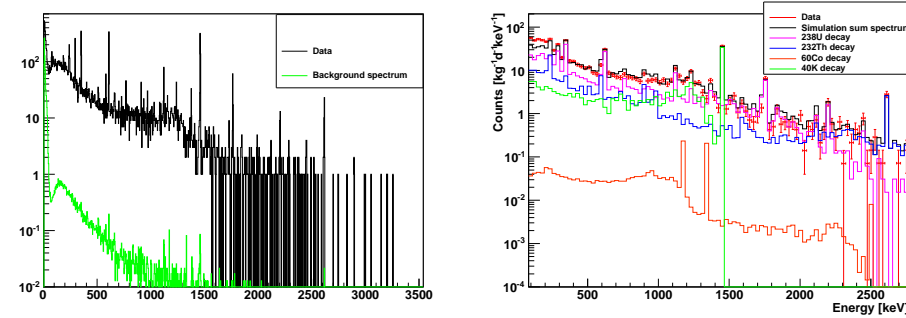 Data
Background spectrum
10²
10
1
10⁻¹
10⁻²
0 500 1000 1500 2000 2500 3000 3500
Counts [kg⁻¹d⁻¹keV⁻¹]
Data
Simulation sum spectrum
238U decay
232Th decay
60Co decay
40K decay
10²
10
1
10⁻¹
10⁻²
10⁻³
10⁻⁴
500 1000 1500 2000 2500
Energy [keV]